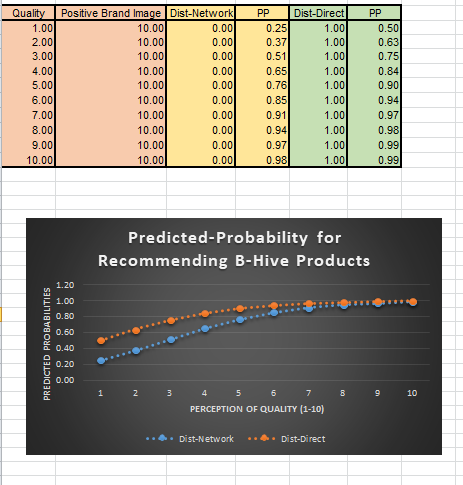 Quality Positive Brand Image Dist-Network PP Dist-Direct PP
1.00 10.00 0.00 0.25 1.00 0.50
2.00 10.00 0.00 0.37 1.00 0.63
3.00 10.00 0.00 0.51 1.00 0.75
4.00 10.00 0.00 0.65 1.00 0.84
5.00 10.00 0.00 0.76 1.00 0.90
6.00 10.00 0.00 0.85 1.00 0.94
7.00 10.00 0.00 0.91 1.00 0.97
8.00 10.00 0.00 0.94 1.00 0.98
9.00 10.00 0.00 0.97 1.00 0.99
10.00 10.00 0.00 0.98 1.00 0.99
Predicted-Probability for
Recommending B-Hive Products
PREDICTED PROBABILITIES
1.20
1.00
0.80
0.60
0.40
0.20
0.00
1 2 3 4 5 6 7 8 9 10
PERCEPTION OF QUALITY (1-10)
Dist-Network Dist-Direct